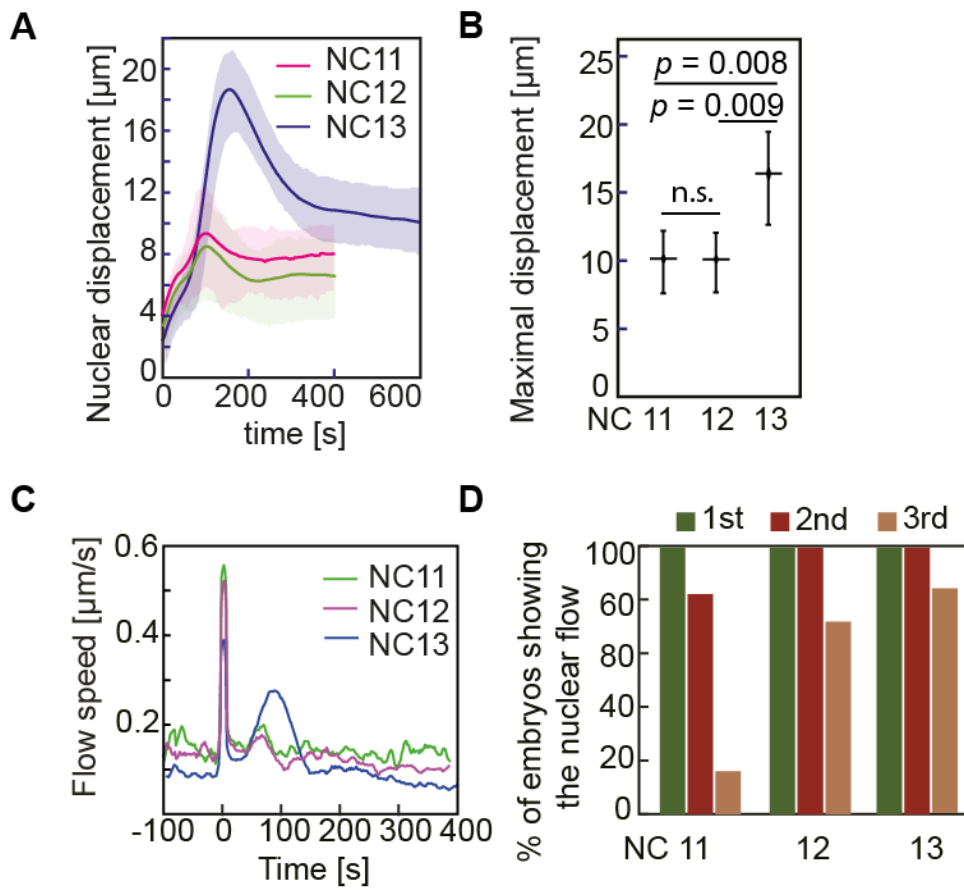 A
Nuclear displacement [µm]
20
16
12
8
4
0
NC11
NC12
NC13
0 200 400 600
time [s]
B
Maximal displacement [µm]
25
20
15
10
5
0
p = 0.008
p = 0.009
n.s.
NC 11 12 13
C
Flow speed [µm/s]
0.6
0.4
0.2
NC11
NC12
NC13
-100 0 100 200 300 400
Time [s]
D
1st 2nd 3rd
% of embryos showing
the nuclear flow
100
60
80
40
20
0
NC 11 12 13